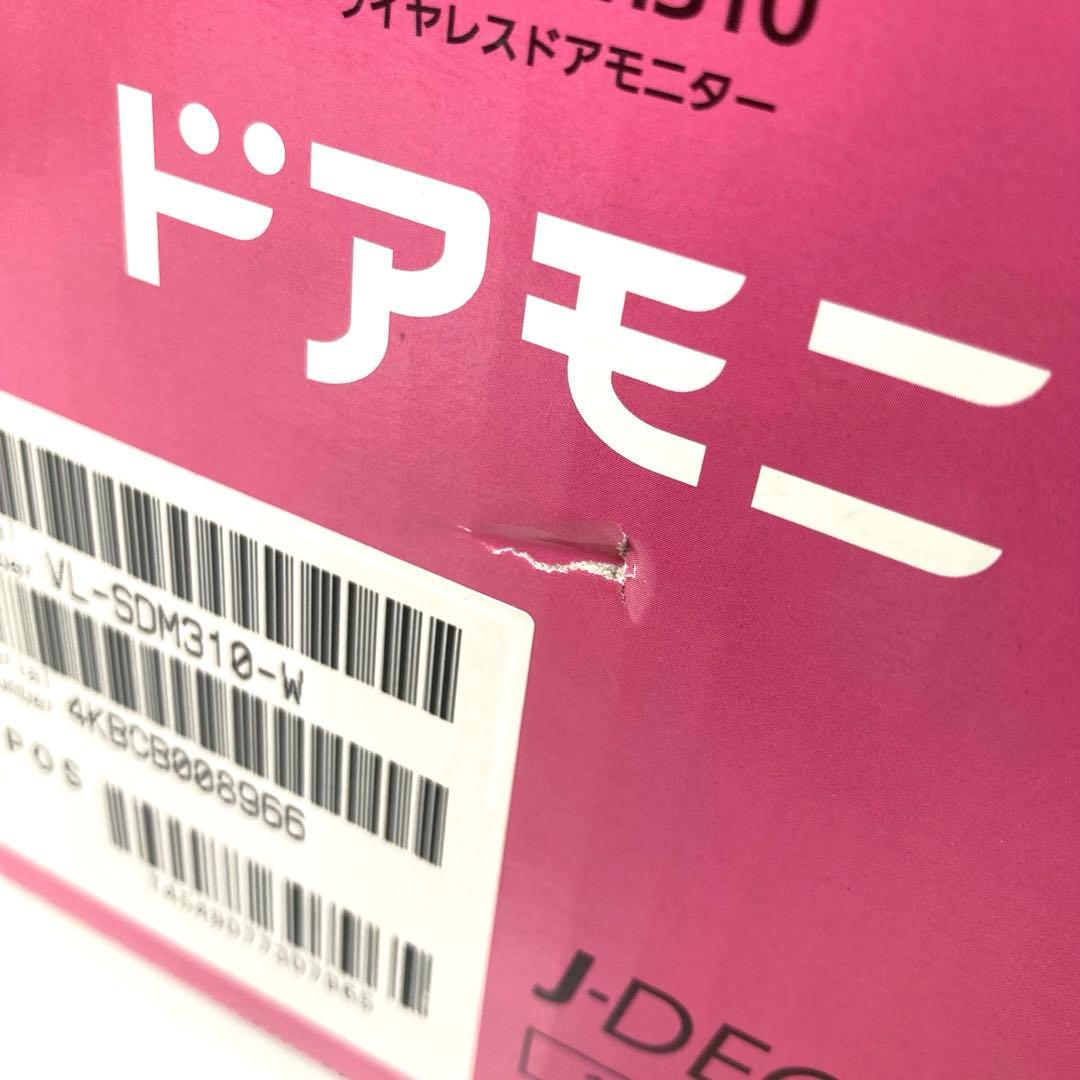 ワイヤレスドアモニター
ドアモニ
VL-SDM310-W
4KBCB008966
POS
J-DEC